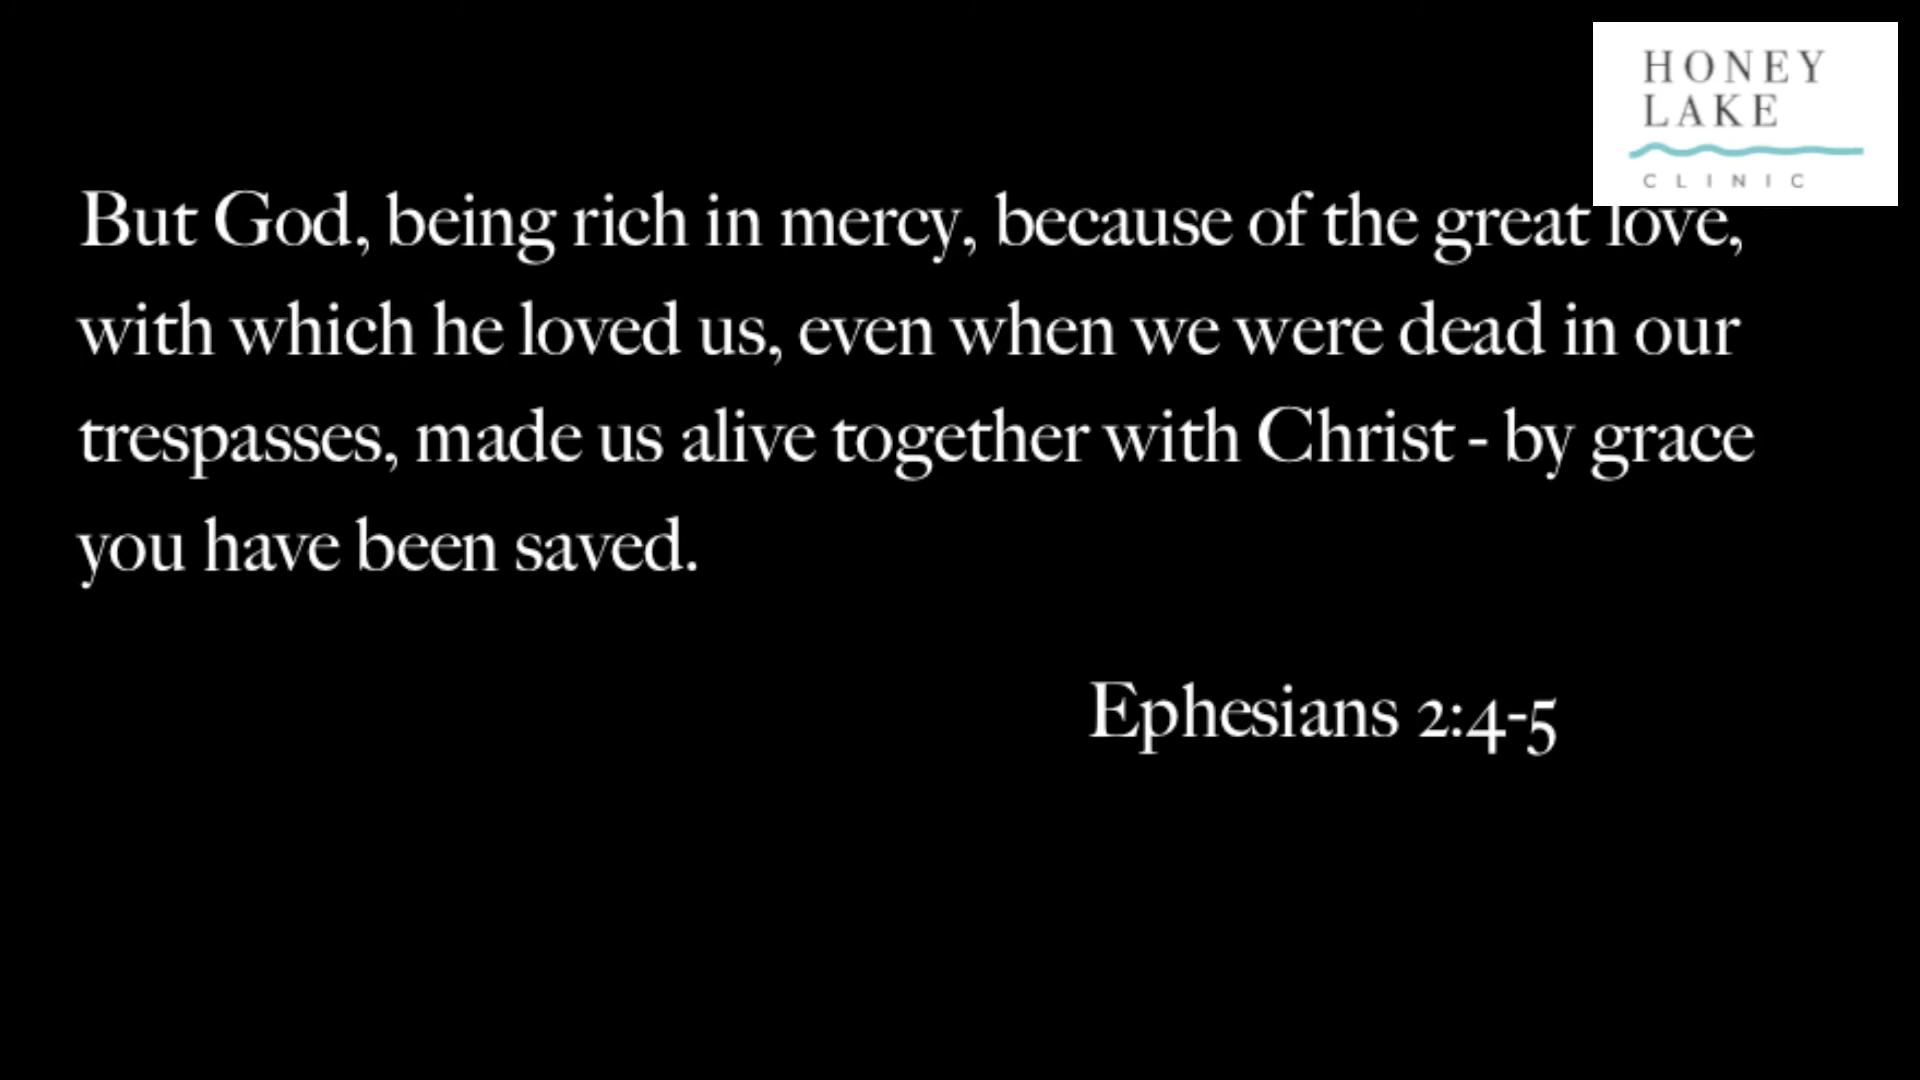 HONEY
LAKE
CLINIC
But God, being rich in mercy, because of the great love,
with which he loved us, even when we were dead in our
trespasses, made us alive together with Christ - by grace
you have been saved.
Ephesians 2:4-5